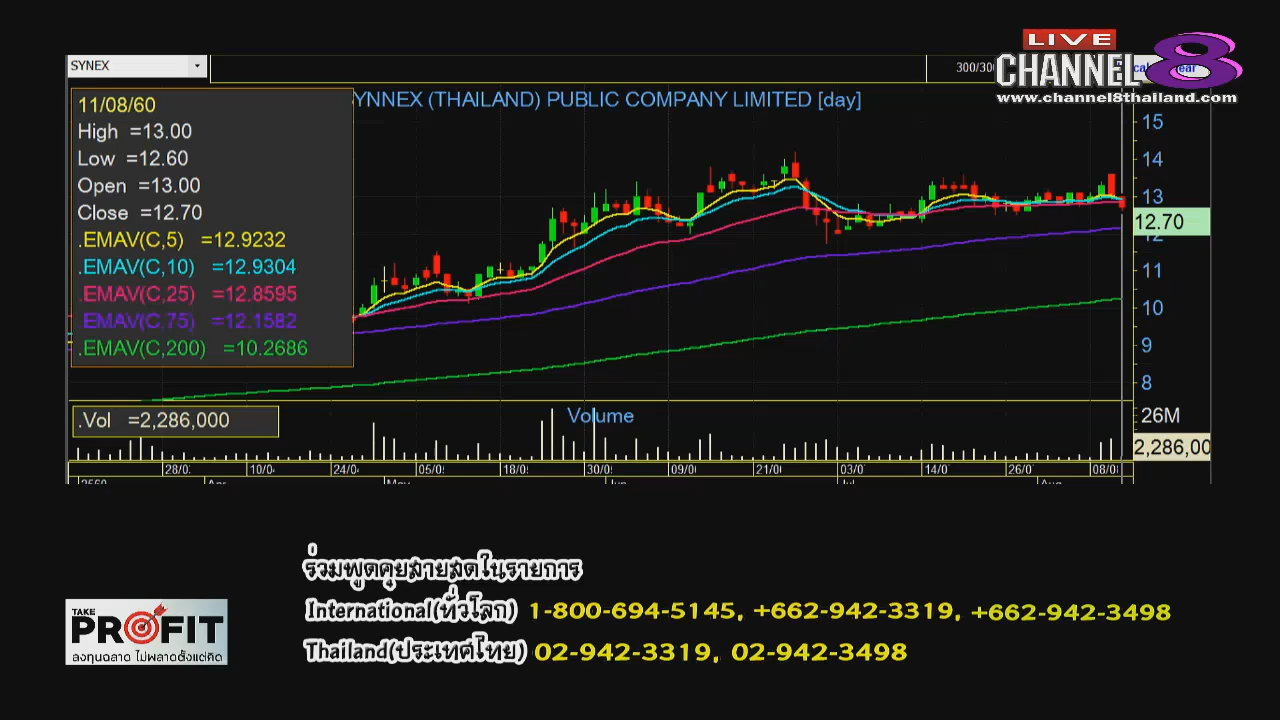 LIVE
CHANNEL 8
www.channel8thailand.com
SYNEX
300/300
YNNEX (THAILAND) PUBLIC COMPANY LIMITED [day]
11/08/60
High =13.00
Low =12.60
Open =13.00
Close =12.70
.EMAV(C,5) =12.9232
.EMAV(C,10) =12.9304
.EMAV(C,25) =12.8595
.EMAV(C,75) =12.1582
.EMAV(C,200) =10.2686
15
14
13
12.70
12
11
10
9
8
.Vol =2,286,000
Volume
26M
2,286,00
28/0 10/0 24/0 05/0 18/0 30/0 09/0 21/0 03/0 14/0 26/0 08/0
2560 Apr May Jun Jul Aug
ร่วมพูดคุยสายสดในรายการ
International(ทั่วโลก) 1-800-694-5145, +662-942-3319, +662-942-3498
Thailand(ประเทศไทย) 02-942-3319, 02-942-3498
TAKE
PROFIT
ลงทุนฉลาด ไม่พลาดตั้งแต่คิด